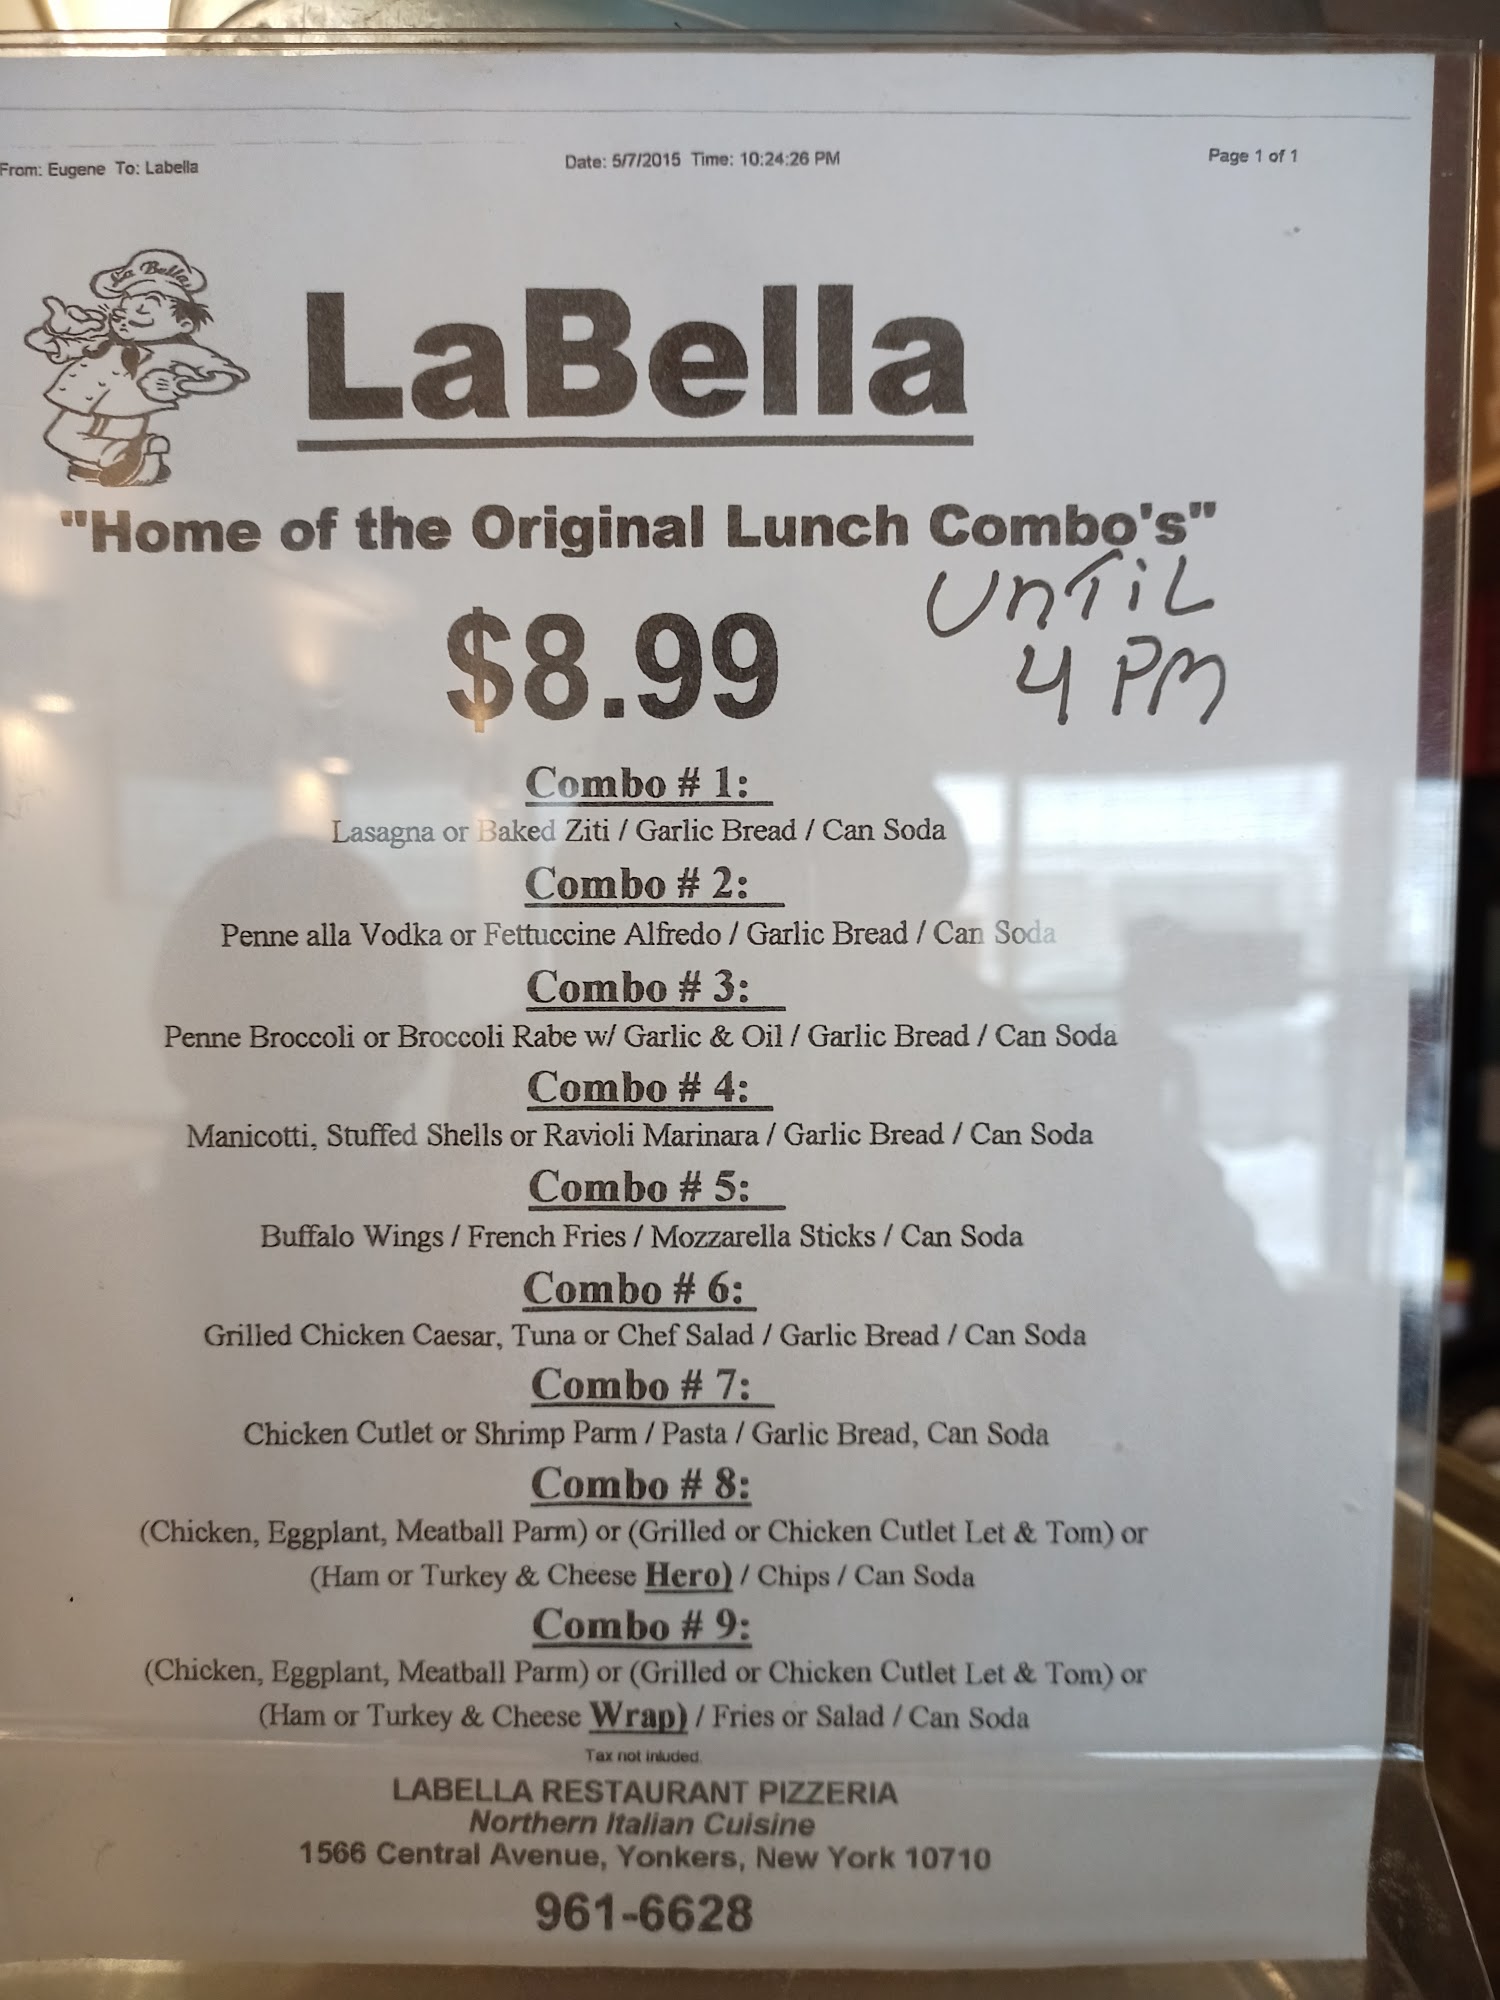 From: Eugene To: Labella Date: 5/7/2015 Time: 10:24:26 PM Page 1 of 1
La Bella
LaBella
"Home of the Original Lunch Combo's"
UNTIL
4 PM
$8.99
Combo # 1:
Lasagna or Baked Ziti / Garlic Bread / Can Soda
Combo # 2:
Penne alla Vodka or Fettuccine Alfredo / Garlic Bread / Can Soda
Combo # 3:
Penne Broccoli or Broccoli Rabe w/ Garlic & Oil / Garlic Bread / Can Soda
Combo # 4:
Manicotti, Stuffed Shells or Ravioli Marinara / Garlic Bread / Can Soda
Combo # 5:
Buffalo Wings / French Fries / Mozzarella Sticks / Can Soda
Combo # 6:
Grilled Chicken Caesar, Tuna or Chef Salad / Garlic Bread / Can Soda
Combo # 7:
Chicken Cutlet or Shrimp Parm / Pasta / Garlic Bread, Can Soda
Combo # 8:
(Chicken, Eggplant, Meatball Parm) or (Grilled or Chicken Cutlet Let & Tom) or
(Ham or Turkey & Cheese Hero) / Chips / Can Soda
Combo # 9:
(Chicken, Eggplant, Meatball Parm) or (Grilled or Chicken Cutlet Let & Tom) or
(Ham or Turkey & Cheese Wrap) / Fries or Salad / Can Soda
Tax not inluded.
LABELLA RESTAURANT PIZZERIA
Northern Italian Cuisine
1566 Central Avenue, Yonkers, New York 10710
961-6628